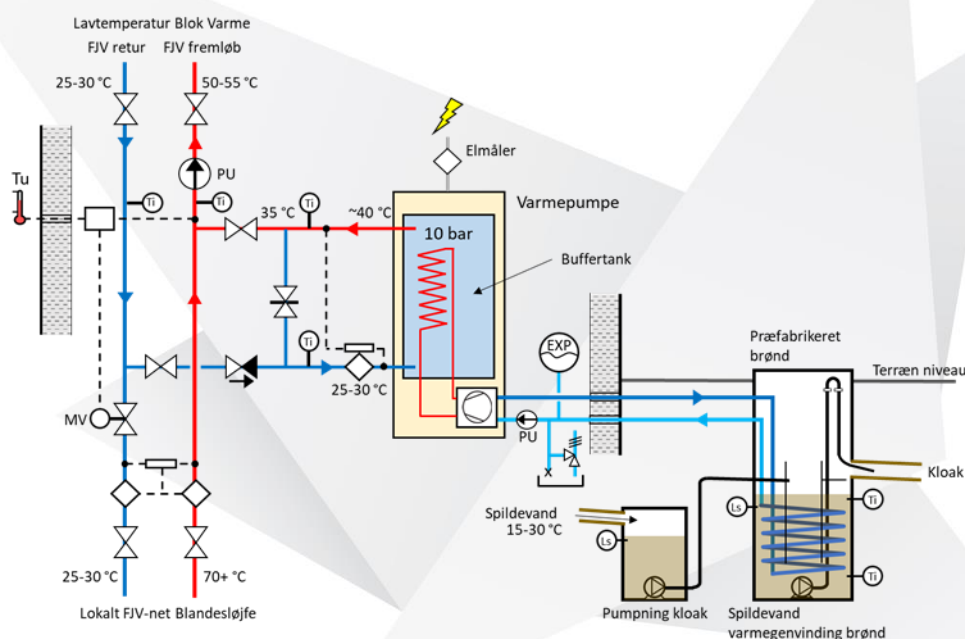 Lavtemperatur Blok Varme
FJV retur FJV fremløb
25-30 °C
50-55 °C
Elmåler
PU
Tu
Ti
Ti
35 °C
Ti
~40 °C
Varmepumpe
10 bar
Buffertank
EXP
Præfabrikeret
brønd
Terræn niveau
Ti
25-30 °C
MV
PU
x
Kloak
Spildevand
15-30 °C
Ls
Ls
Ti
Ti
25-30 °C
70+ °C
Lokalt FJV-net Blandesløjfe
Pumpning kloak
Spildevand
varmegenvinding brønd